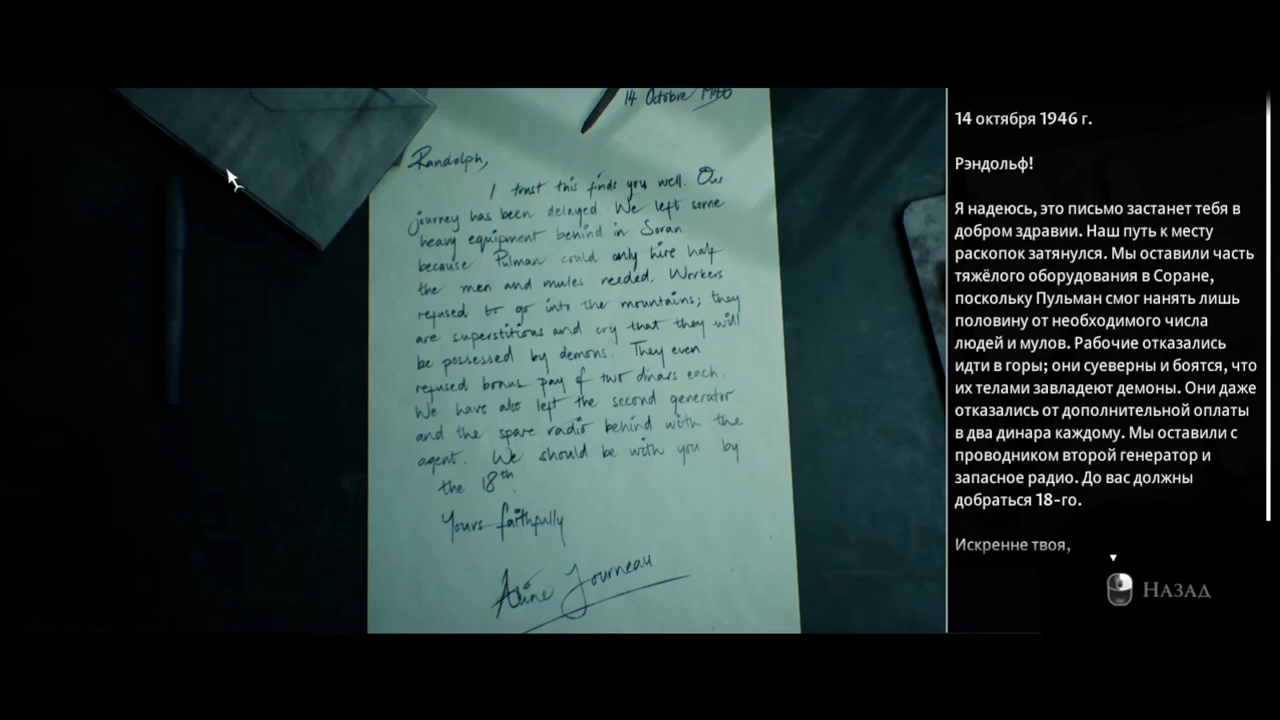 14 Octobre 1946
Randolph,
I trust this finds you well. Our
journey has been delayed. We left some
heavy equipment behind in Soran
because Pulman could only hire half
the men and mules needed. Workers
refused to go into the mountains; they
are superstitious and cry that they will
be possessed by demons. They even
refused bonus pay of two dinars each.
We have also left the second generator
and the spare radio behind with the
agent. We should be with you by
the 18th.
Yours faithfully
Aline Journeau
14 октября 1946 г.
Рэндольф!
Я надеюсь, это письмо застанет тебя в
добром здравии. Наш путь к месту
раскопок затянулся. Мы оставили часть
тяжёлого оборудования в Соране,
поскольку Пульман смог нанять лишь
половину от необходимого числа
людей и мулов. Рабочие отказались
идти в горы; они суеверны и боятся, что
их телами завладеют демоны. Они даже
отказались от дополнительной оплаты
в два динара каждому. Мы оставили с
проводником второй генератор и
запасное радио. До вас должны
добраться 18-го.
Искренне твоя,
Назад